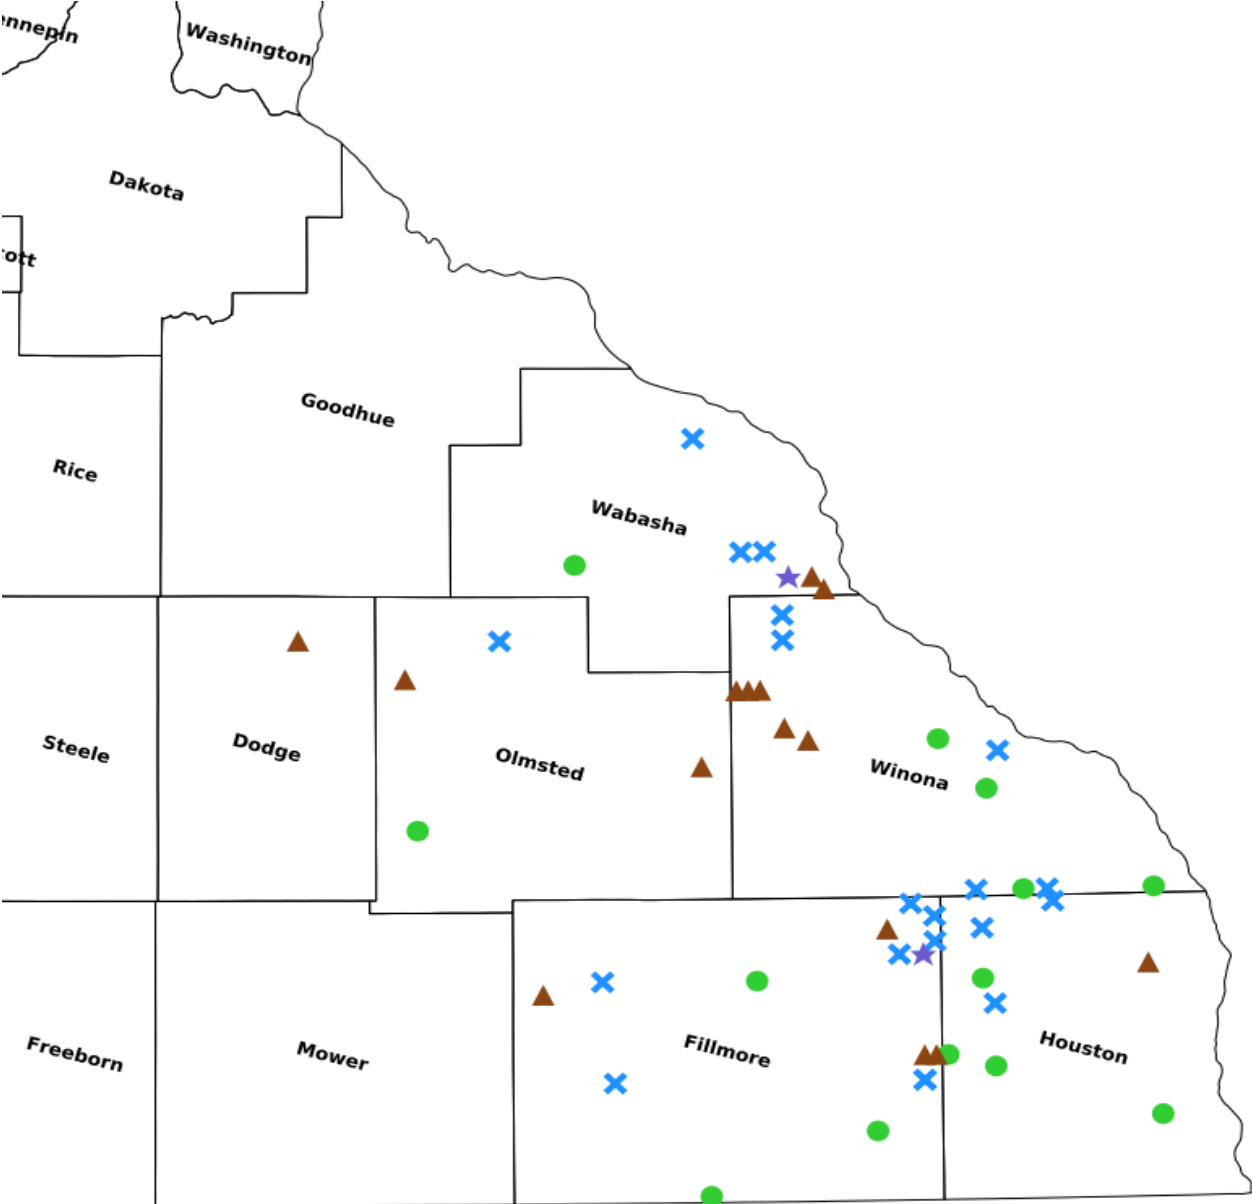 ennepin
Washington
Dakota
ott
Goodhue
Rice
Wabasha
Steele
Dodge
Olmsted
Winona
Freeborn
Mower
Fillmore
Houston